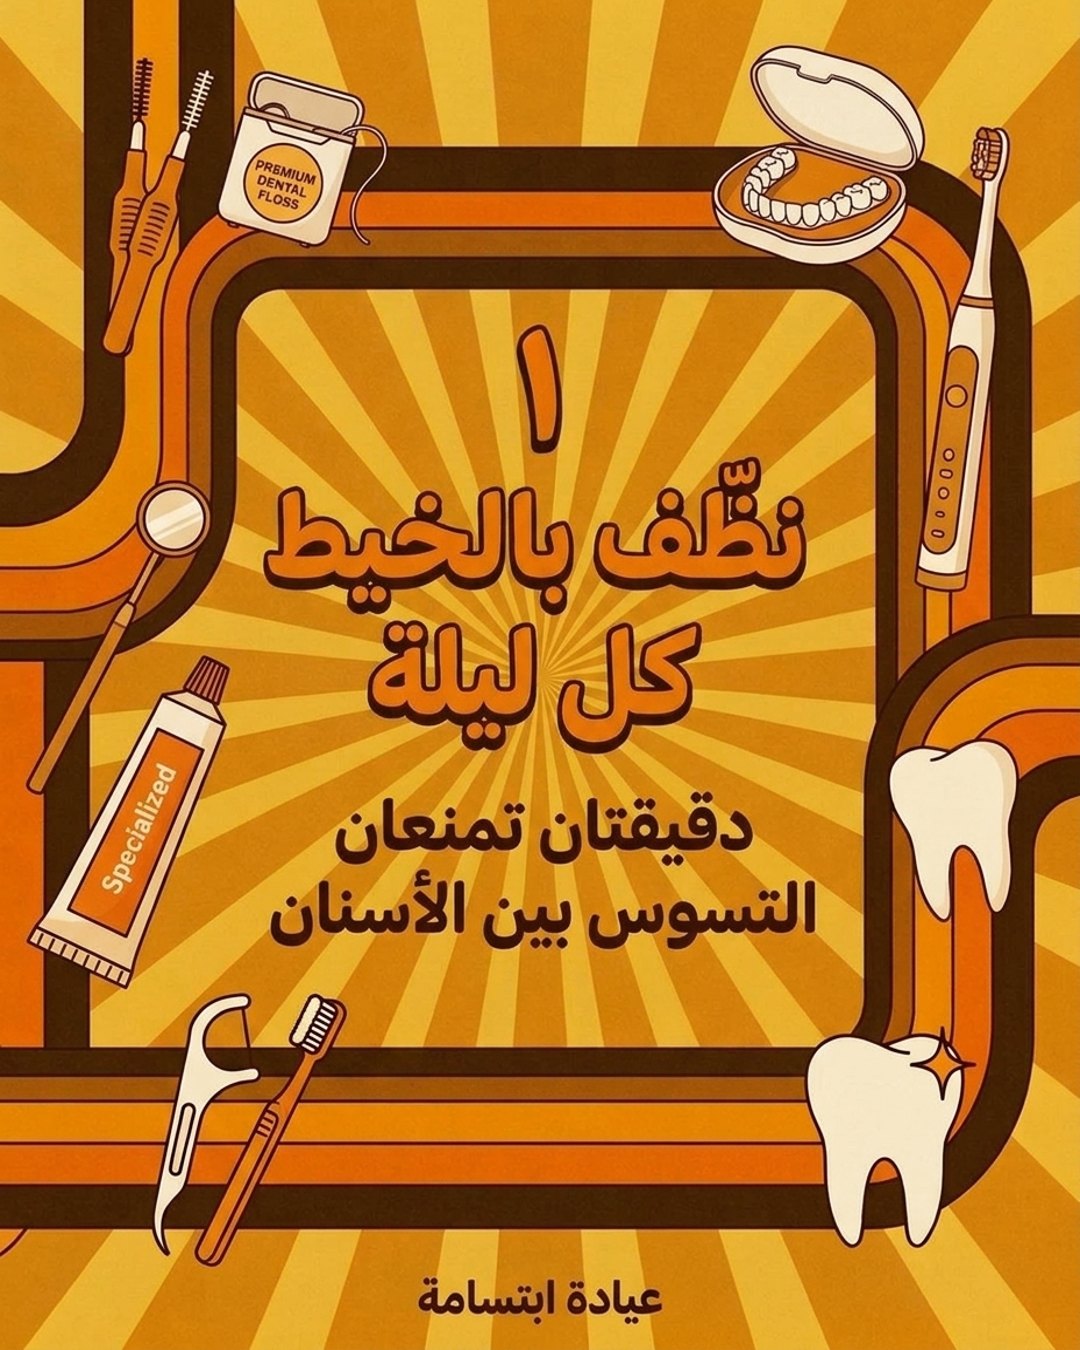 PREMIUM
DENTAL
FLOSS
١
نظّف بالخيط
كل ليلة
Specialized
دقيقتان تمنعان
التسوس بين الأسنان
عيادة ابتسامة